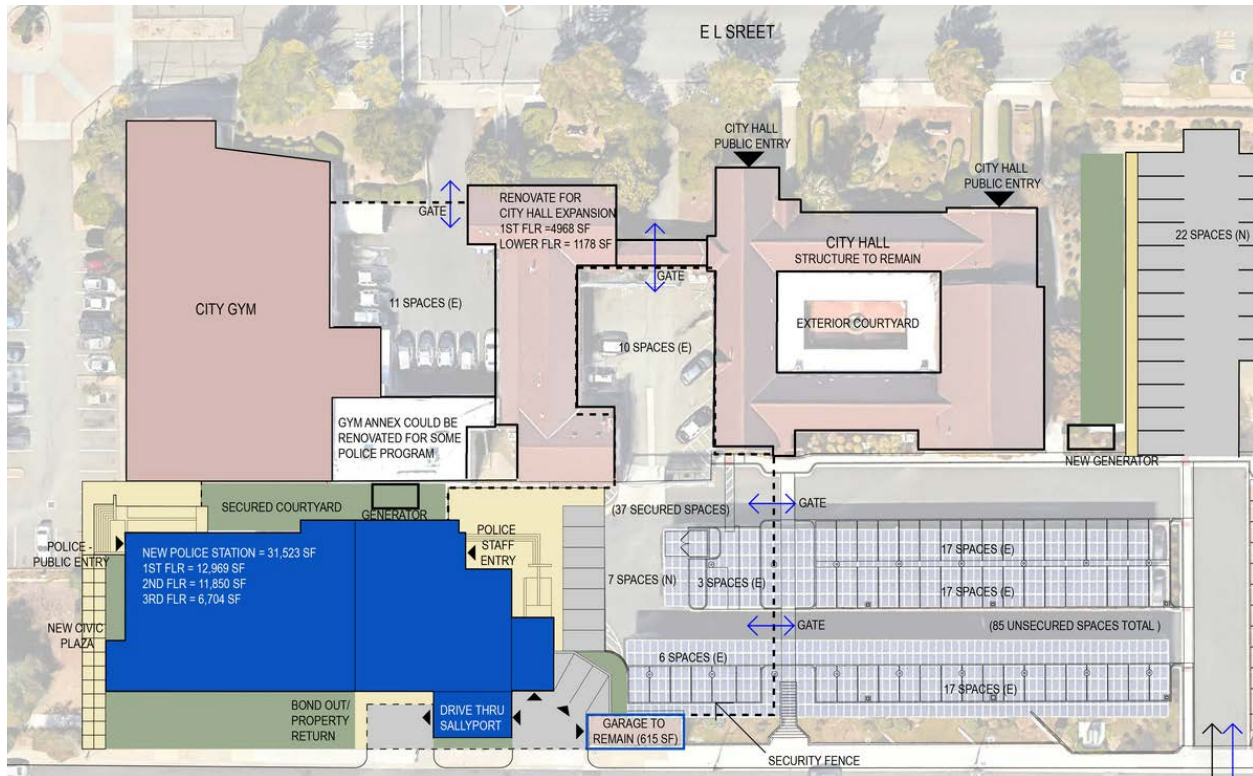 E L SREET
CITY HALL
PUBLIC ENTRY
CITY HALL
PUBLIC ENTRY
GATE
RENOVATE FOR
CITY HALL EXPANSION
1ST FLR =4968 SF
LOWER FLR = 1178 SF
GATE
CITY HALL
STRUCTURE TO REMAIN
22 SPACES (N)
CITY GYM
11 SPACES (E)
10 SPACES (E)
EXTERIOR COURTYARD
GYM ANNEX COULD BE
RENOVATED FOR SOME
POLICE PROGRAM
NEW GENERATOR
SECURED COURTYARD
GENERATOR
(37 SECURED SPACES)
GATE
POLICE -
PUBLIC ENTRY
NEW POLICE STATION = 31,523 SF
1ST FLR = 12,969 SF
2ND FLR = 11,850 SF
3RD FLR = 6,704 SF
POLICE
STAFF
ENTRY
17 SPACES (E)
7 SPACES (N)
3 SPACES (E)
17 SPACES (E)
NEW CIVIC
PLAZA
GATE
(85 UNSECURED SPACES TOTAL )
6 SPACES (E)
17 SPACES (E)
BOND OUT/
PROPERTY
RETURN
DRIVE THRU
SALLYPORT
GARAGE TO
REMAIN (615 SF)
SECURITY FENCE